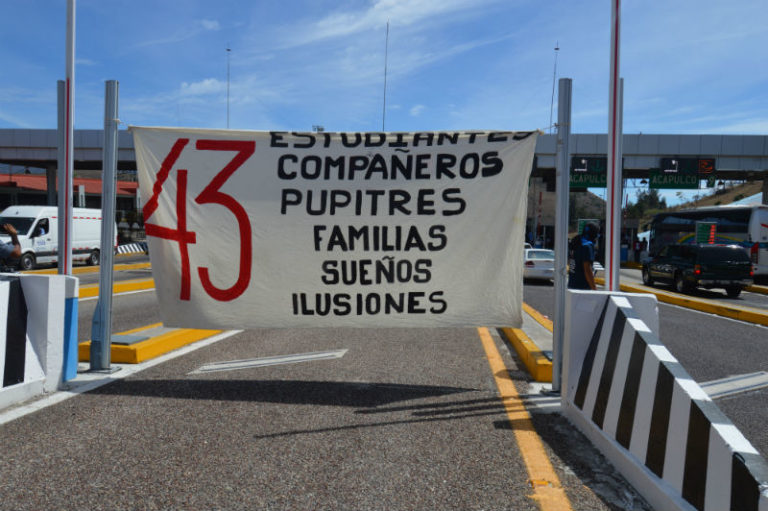 43
ESTUDIANTES
COMPAÑEROS
PUPITRES
FAMILIAS
SUEÑOS
ILUSIONES
ACAPULCO
ACAPULCO